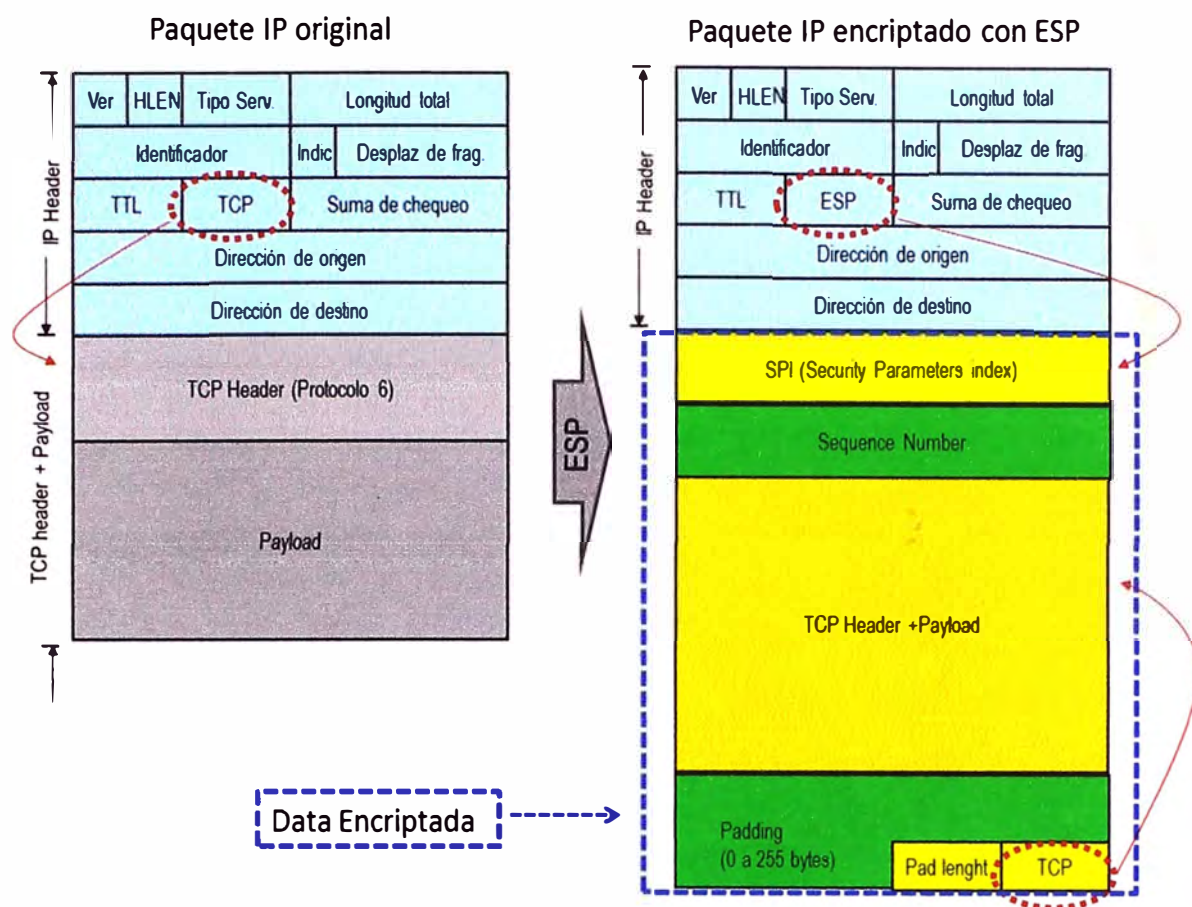 Paquete IP original
Ver HLEN Tipo Serv. Longitud total
Identificador Indic Desplaz de frag.
TTL TCP Suma de chequeo
Dirección de origen
Dirección de destino
IP Header
TCP Header (Protocolo 6)
Payload
TCP header + Payload
ESP
Paquete IP encriptado con ESP
Ver HLEN Tipo Serv. Longitud total
Identificador Indic Desplaz de frag.
TTL ESP Suma de chequeo
Dirección de origen
Dirección de destino
IP Header
SPI (Security Parameters index)
Sequence Number
TCP Header +Payload
Padding
(0 a 255 bytes)
Pad lenght TCP
Data Encriptada